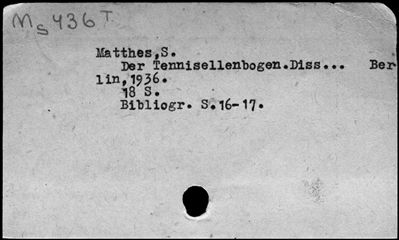 Ms 436 T
Matthes,S.
Der Tennisellenbogen.Diss... Ber
lin,1936.
18 S.
Bibliogr. S.16-17.